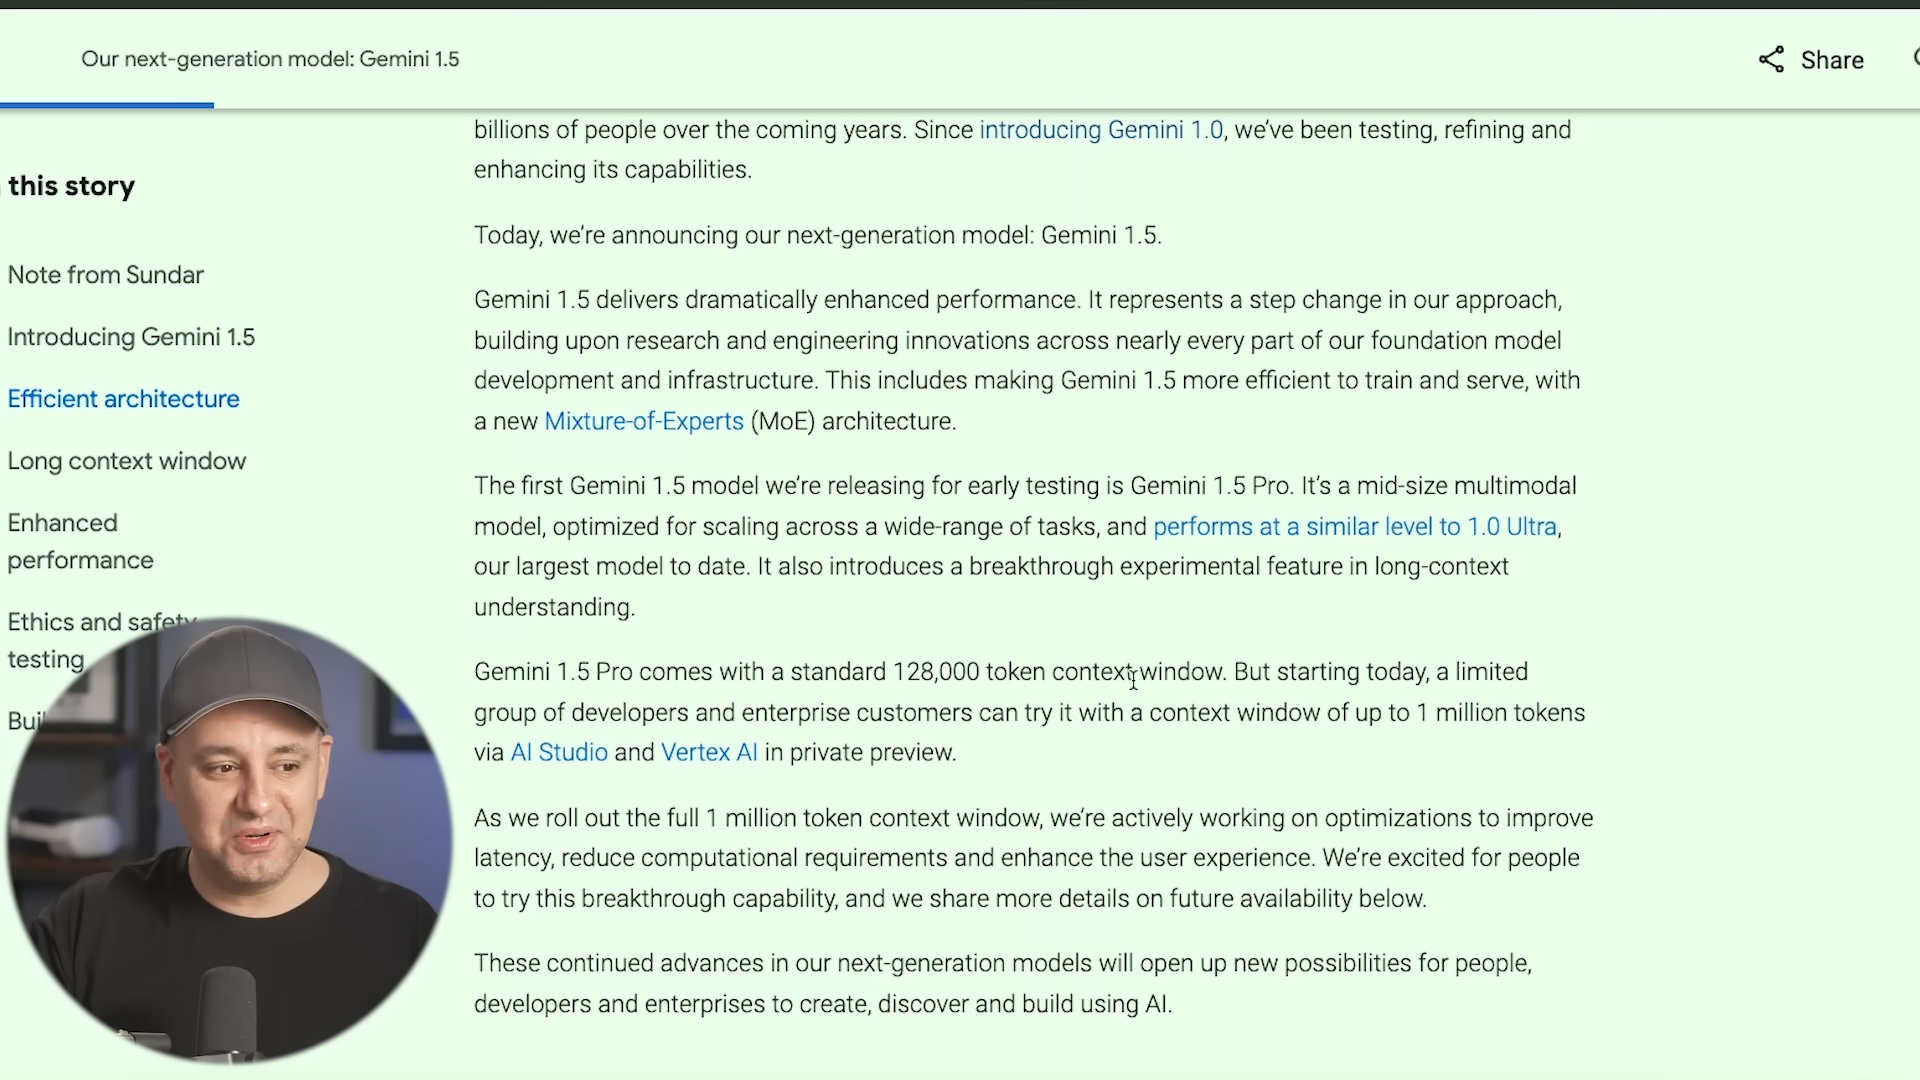 Our next-generation model: Gemini 1.5
Share
this story
Note from Sundar
Introducing Gemini 1.5
Efficient architecture
Long context window
Enhanced
performance
Ethics and safety
testing
billions of people over the coming years. Since introducing Gemini 1.0, we’ve been testing, refining and
enhancing its capabilities.
Today, we’re announcing our next-generation model: Gemini 1.5.
Gemini 1.5 delivers dramatically enhanced performance. It represents a step change in our approach,
building upon research and engineering innovations across nearly every part of our foundation model
development and infrastructure. This includes making Gemini 1.5 more efficient to train and serve, with
a new Mixture-of-Experts (MoE) architecture.
The first Gemini 1.5 model we’re releasing for early testing is Gemini 1.5 Pro. It’s a mid-size multimodal
model, optimized for scaling across a wide-range of tasks, and performs at a similar level to 1.0 Ultra,
our largest model to date. It also introduces a breakthrough experimental feature in long-context
understanding.
Gemini 1.5 Pro comes with a standard 128,000 token context window. But starting today, a limited
group of developers and enterprise customers can try it with a context window of up to 1 million tokens
via AI Studio and Vertex AI in private preview.
As we roll out the full 1 million token context window, we’re actively working on optimizations to improve
latency, reduce computational requirements and enhance the user experience. We’re excited for people
to try this breakthrough capability, and we share more details on future availability below.
These continued advances in our next-generation models will open up new possibilities for people,
developers and enterprises to create, discover and build using AI.